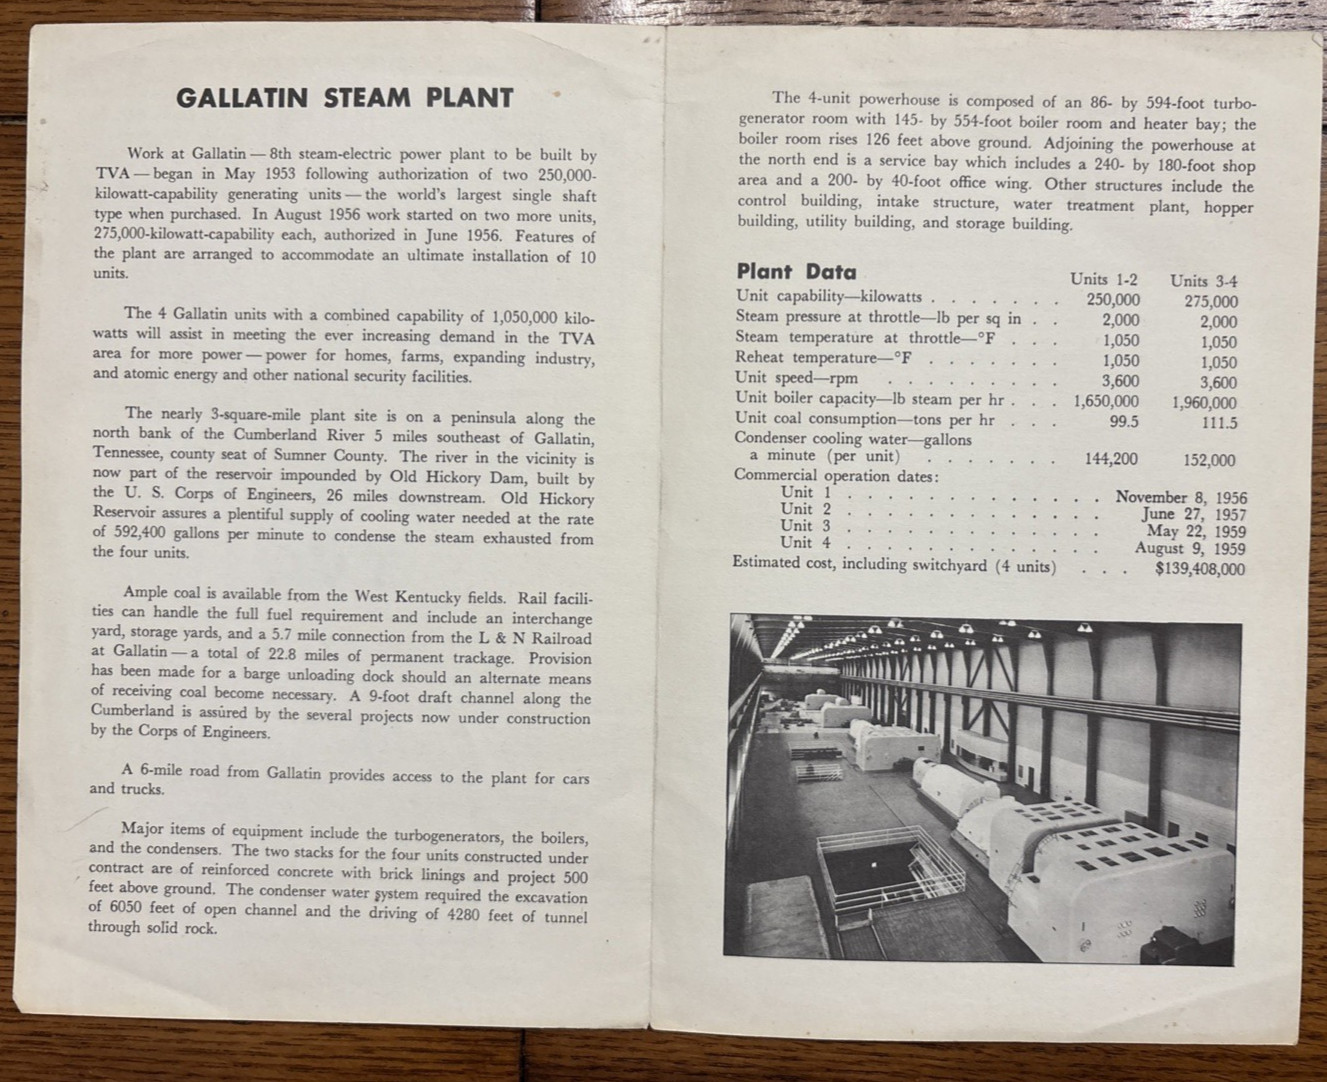 GALLATIN STEAM PLANT
Work at Gallatin — 8th steam-electric power plant to be built by
TVA — began in May 1953 following authorization of two 250,000-
kilowatt-capability generating units — the world's largest single shaft
type when purchased. In August 1956 work started on two more units,
275,000-kilowatt-capability each, authorized in June 1956. Features of
the plant are arranged to accommodate an ultimate installation of 10
units.
The 4 Gallatin units with a combined capability of 1,050,000 kilo-
watts will assist in meeting the ever increasing demand in the TVA
area for more power — power for homes, farms, expanding industry,
and atomic energy and other national security facilities.
The nearly 3-square-mile plant site is on a peninsula along the
north bank of the Cumberland River 5 miles southeast of Gallatin,
Tennessee, county seat of Sumner County. The river in the vicinity is
now part of the reservoir impounded by Old Hickory Dam, built by
the U. S. Corps of Engineers, 26 miles downstream. Old Hickory
Reservoir assures a plentiful supply of cooling water needed at the rate
of 592,400 gallons per minute to condense the steam exhausted from
the four units.
Ample coal is available from the West Kentucky fields. Rail facili-
ties can handle the full fuel requirement and include an interchange
yard, storage yards, and a 5.7 mile connection from the L & N Railroad
at Gallatin — a total of 22.8 miles of permanent trackage. Provision
has been made for a barge unloading dock should an alternate means
of receiving coal become necessary. A 9-foot draft channel along the
Cumberland is assured by the several projects now under construction
by the Corps of Engineers.
A 6-mile road from Gallatin provides access to the plant for cars
and trucks.
Major items of equipment include the turbogenerators, the boilers,
and the condensers. The two stacks for the four units constructed under
contract are of reinforced concrete with brick linings and project 500
feet above ground. The condenser water system required the excavation
of 6050 feet of open channel and the driving of 4280 feet of tunnel
through solid rock.
The 4-unit powerhouse is composed of an 86- by 594-foot turbo-
generator room with 145- by 554-foot boiler room and heater bay; the
boiler room rises 126 feet above ground. Adjoining the powerhouse at
the north end is a service bay which includes a 240- by 180-foot shop
area and a 200- by 40-foot office wing. Other structures include the
control building, intake structure, water treatment plant, hopper
building, utility building, and storage building.
Plant Data Units 1-2 Units 3-4
Unit capability—kilowatts . . . . . . . 250,000 275,000
Steam pressure at throttle—lb per sq in . . 2,000 2,000
Steam temperature at throttle—°F . . . 1,050 1,050
Reheat temperature—°F . . . . . . . 1,050 1,050
Unit speed—rpm . . . . . . . . . 3,600 3,600
Unit boiler capacity—lb steam per hr . . . 1,650,000 1,960,000
Unit coal consumption—tons per hr . . . 99.5 111.5
Condenser cooling water—gallons
a minute (per unit) . . . . . . . . 144,200 152,000
Commercial operation dates:
Unit 1 . . . . . . . . . . . . . November 8, 1956
Unit 2 . . . . . . . . . . . . . June 27, 1957
Unit 3 . . . . . . . . . . . . . May 22, 1959
Unit 4 . . . . . . . . . . . . . August 9, 1959
Estimated cost, including switchyard (4 units) . . . $139,408,000